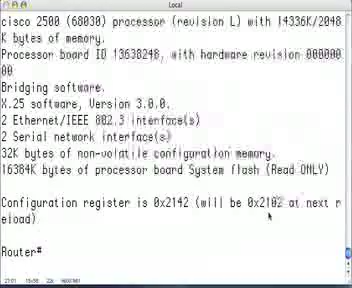 Local
cisco 2500 (68030) processor (revision L) with 14336K/2048
K bytes of memory.
Processor board ID 13638248, with hardware revision 000000
00
Bridging software.
X.25 software, Version 3.0.0.
2 Ethernet/IEEE 802.3 interface(s)
2 Serial network interface(s)
32K bytes of non-volatile configuration memory.
16384K bytes of processor board System flash (Read ONLY)
Configuration register is 0x2142 (will be 0x2102 at next r
eload)
Router#